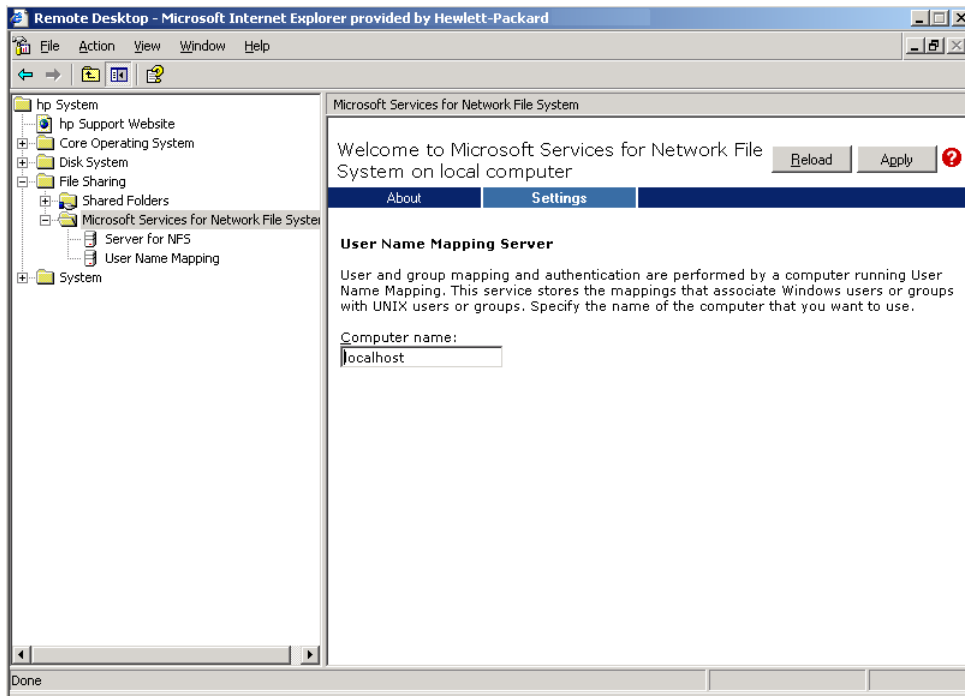 Remote Desktop - Microsoft Internet Explorer provided by Hewlett-Packard
File Action View Window Help
hp System
hp Support Website
Core Operating System
Disk System
File Sharing
Shared Folders
Microsoft Services for Network File System
Server for NFS
User Name Mapping
System
Microsoft Services for Network File System
Welcome to Microsoft Services for Network File
System on local computer
Reload
Apply
About
Settings
User Name Mapping Server
User and group mapping and authentication are performed by a computer running User
Name Mapping. This service stores the mappings that associate Windows users or groups
with UNIX users or groups. Specify the name of the computer that you want to use.
Computer name:
localhost
Done